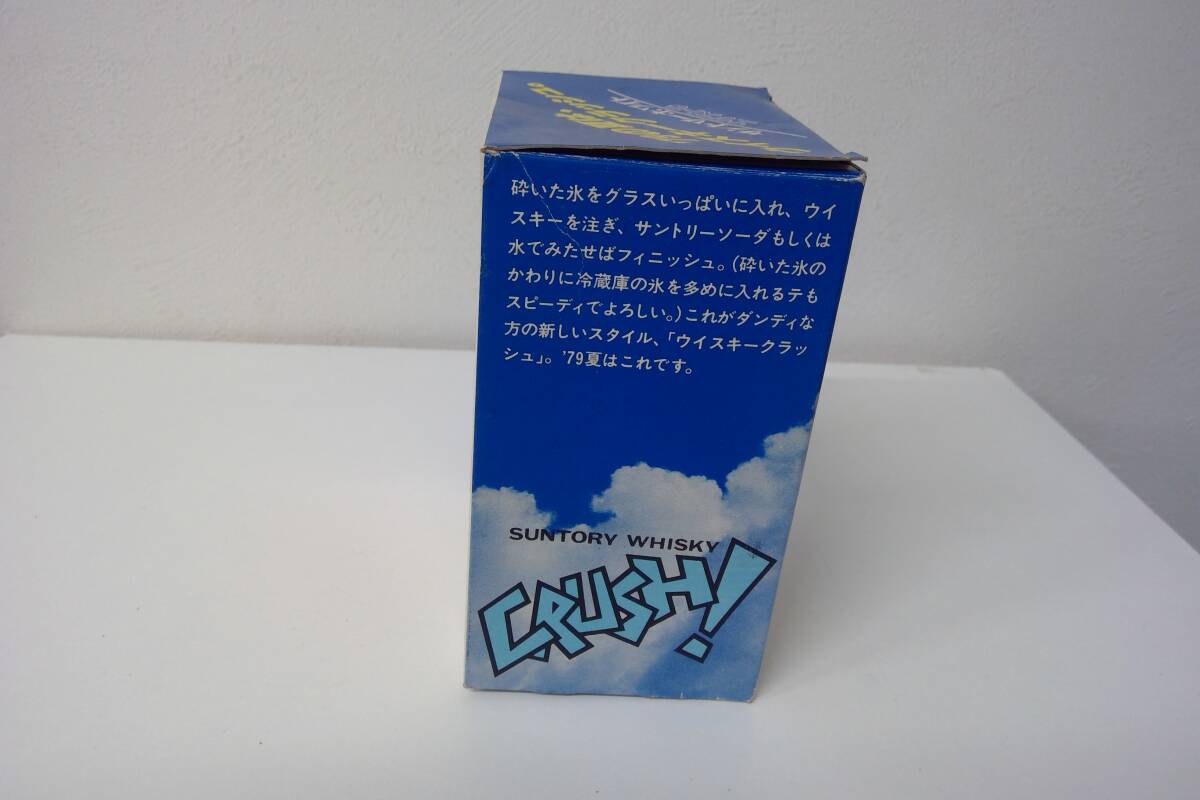 砕いた氷をグラスいっぱいに入れ、ウイ
スキーを注ぎ、サントリーソーダもしくは
水でみたせばフィニッシュ。(砕いた氷の
かわりに冷蔵庫の氷を多めに入れるテも
スピーディでよろしい。)これがダンディな
方の新しいスタイル、「ウイスキークラッ
シュ」。'79夏はこれです。
SUNTORY WHISKY
CRUSH!